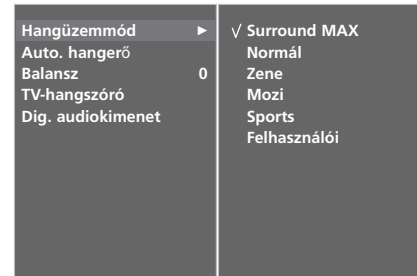 Hangüzemmód ►
Auto. hangerő
Balansz 0
TV-hangszóró
Dig. audiokimenet
√ Surround MAX
Normál
Zene
Mozi
Sports
Felhasználói